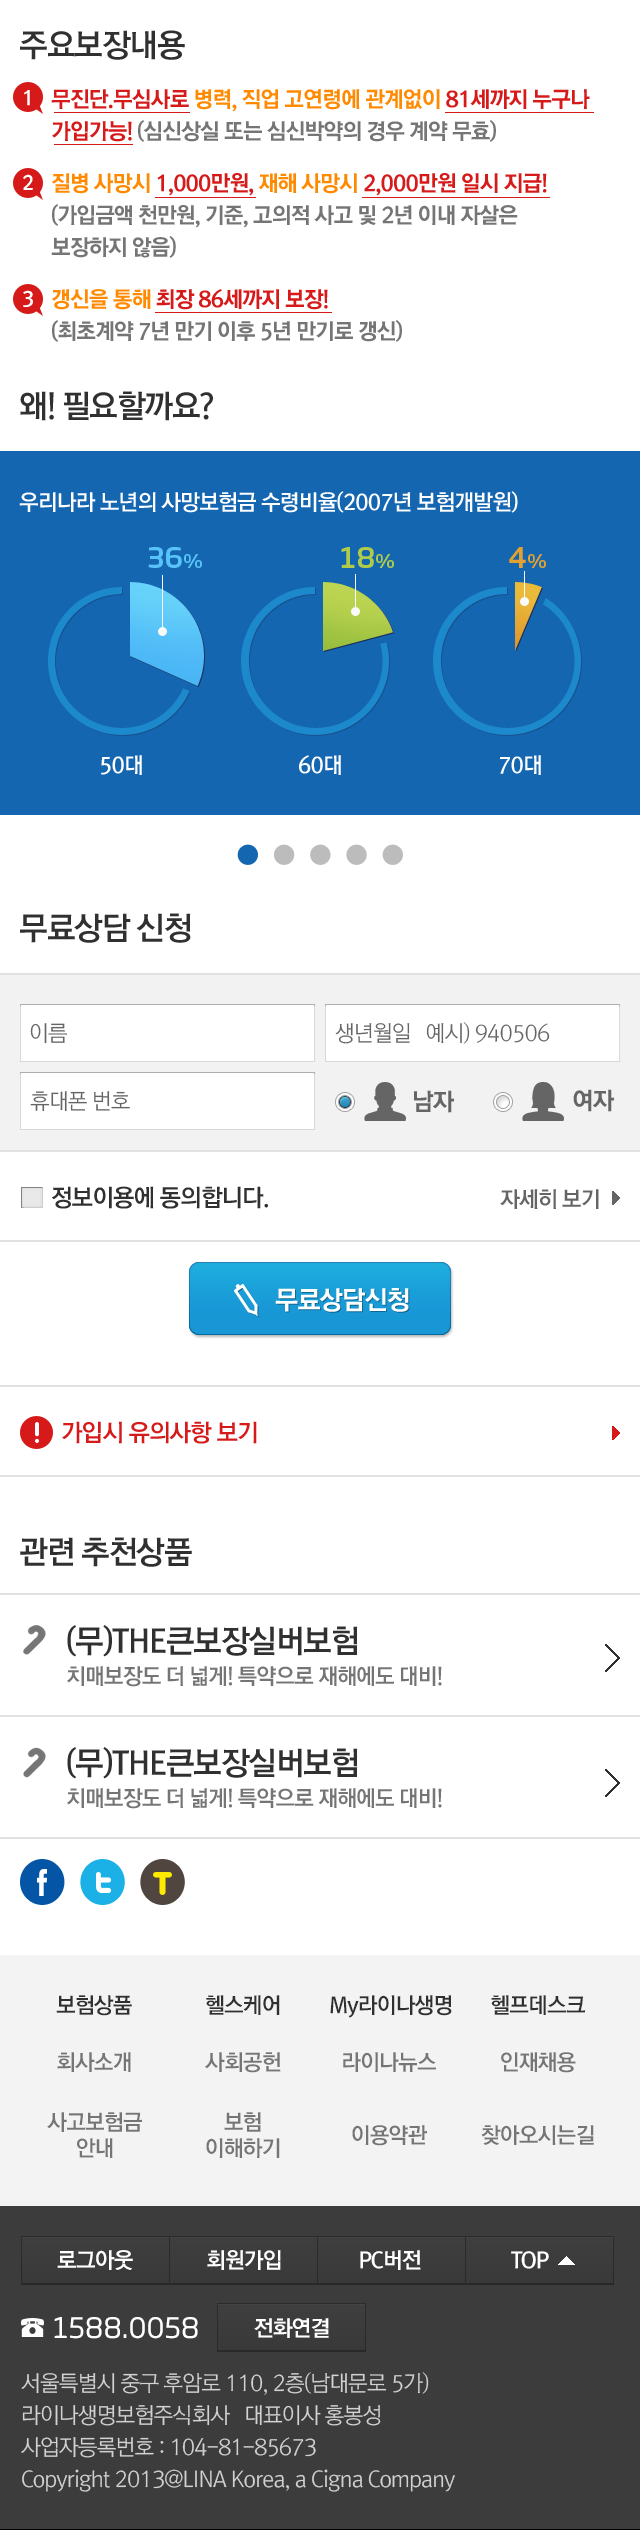 주요보장내용
1 무진단.무심사로 병력, 직업 고연령에 관계없이 81세까지 누구나
가입가능! (심신상실 또는 심신박약의 경우 계약 무효)
2 질병 사망시 1,000만원, 재해 사망시 2,000만원 일시 지급!
(가입금액 천만원, 기준, 고의적 사고 및 2년 이내 자살은
보장하지 않음)
3 갱신을 통해 최장 86세까지 보장!
(최초계약 7년 만기 이후 5년 만기로 갱신)
왜! 필요할까요?
우리나라 노년의 사망보험금 수령비율(2007년 보험개발원)
36% 18% 4%
50대 60대 70대
무료상담 신청
이름 생년월일 예시) 940506
휴대폰 번호 남자 여자
정보이용에 동의합니다. 자세히 보기
무료상담신청
가입시 유의사항 보기
관련 추천상품
(무)THE큰보장실버보험
치매보장도 더 넓게! 특약으로 재해에도 대비!
(무)THE큰보장실버보험
치매보장도 더 넓게! 특약으로 재해에도 대비!
f t T
보험상품 헬스케어 My라이나생명 헬프데스크
회사소개 사회공헌 라이나뉴스 인재채용
사고보험금 안내 보험 이해하기 이용약관 찾아오시는길
로그아웃 회원가입 PC버전 TOP
1588.0058 전화연결
서울특별시 중구 후암로 110, 2층(남대문로 5가)
라이나생명보험주식회사 대표이사 홍봉성
사업자등록번호 : 104-81-85673
Copyright 2013@LINA Korea, a Cigna Company